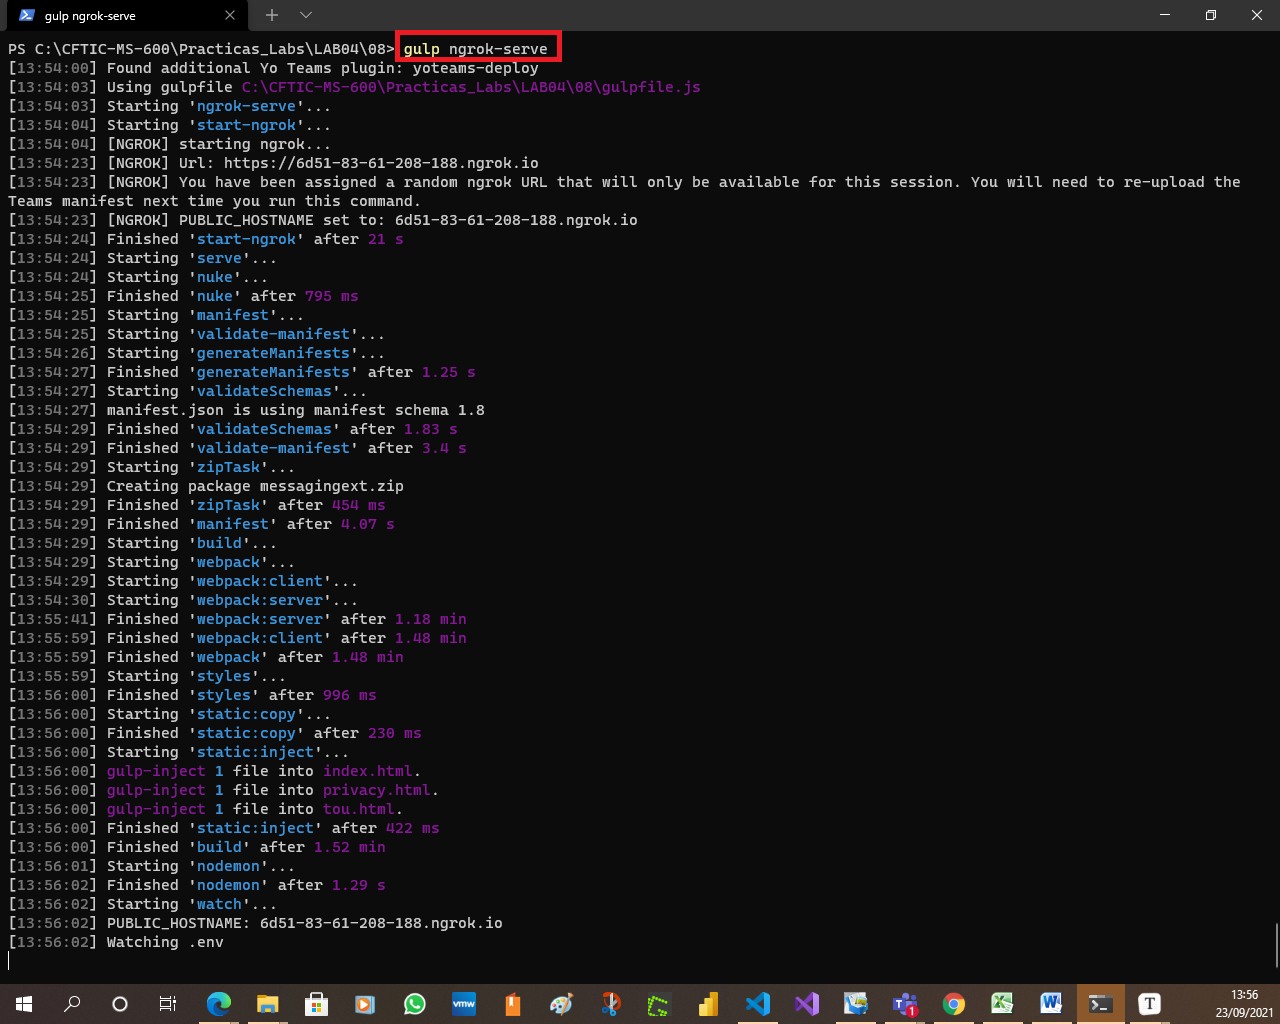 gulp ngrok-serve
PS C:\CFTIC-MS-600\Practicas_Labs\LAB04\08> gulp ngrok-serve
[13:54:00] Found additional Yo Teams plugin: yoteams-deploy
[13:54:03] Using gulpfile C:\CFTIC-MS-600\Practicas_Labs\LAB04\08\gulpfile.js
[13:54:03] Starting 'ngrok-serve'...
[13:54:04] Starting 'start-ngrok'...
[13:54:04] [NGROK] starting ngrok...
[13:54:23] [NGROK] Url: https://6d51-83-61-208-188.ngrok.io
[13:54:23] [NGROK] You have been assigned a random ngrok URL that will only be available for this session. You will need to re-upload the
Teams manifest next time you run this command.
[13:54:23] [NGROK] PUBLIC_HOSTNAME set to: 6d51-83-61-208-188.ngrok.io
[13:54:24] Finished 'start-ngrok' after 21 s
[13:54:24] Starting 'serve'...
[13:54:24] Starting 'nuke'...
[13:54:25] Finished 'nuke' after 795 ms
[13:54:25] Starting 'manifest'...
[13:54:25] Starting 'validate-manifest'...
[13:54:26] Starting 'generateManifests'...
[13:54:27] Finished 'generateManifests' after 1.25 s
[13:54:27] Starting 'validateSchemas'...
[13:54:27] manifest.json is using manifest schema 1.8
[13:54:29] Finished 'validateSchemas' after 1.83 s
[13:54:29] Finished 'validate-manifest' after 3.4 s
[13:54:29] Starting 'zipTask'...
[13:54:29] Creating package messagingext.zip
[13:54:29] Finished 'zipTask' after 454 ms
[13:54:29] Finished 'manifest' after 4.07 s
[13:54:29] Starting 'build'...
[13:54:29] Starting 'webpack'...
[13:54:29] Starting 'webpack:client'...
[13:54:30] Starting 'webpack:server'...
[13:55:41] Finished 'webpack:server' after 1.18 min
[13:55:59] Finished 'webpack:client' after 1.48 min
[13:55:59] Finished 'webpack' after 1.48 min
[13:55:59] Starting 'styles'...
[13:56:00] Finished 'styles' after 996 ms
[13:56:00] Starting 'static:copy'...
[13:56:00] Finished 'static:copy' after 230 ms
[13:56:00] Starting 'static:inject'...
[13:56:00] gulp-inject 1 file into index.html.
[13:56:00] gulp-inject 1 file into privacy.html.
[13:56:00] gulp-inject 1 file into tou.html.
[13:56:00] Finished 'static:inject' after 422 ms
[13:56:00] Finished 'build' after 1.52 min
[13:56:01] Starting 'nodemon'...
[13:56:02] Finished 'nodemon' after 1.29 s
[13:56:02] Starting 'watch'...
[13:56:02] PUBLIC_HOSTNAME: 6d51-83-61-208-188.ngrok.io
[13:56:02] Watching .env
vmw
1
T
13:56
23/09/2021